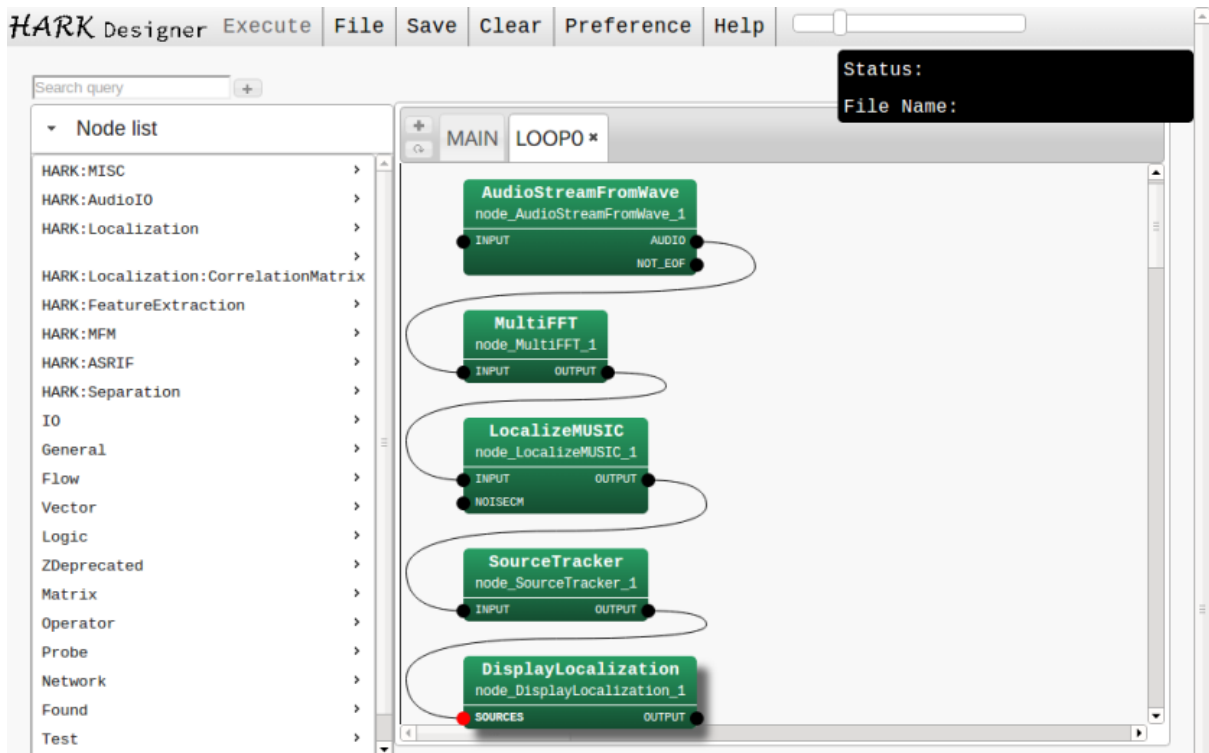 HARK Designer Execute File Save Clear Preference Help
Status:
File Name:
Search query +
Node list
HARK:MISC
HARK:AudioIO
HARK:Localization
HARK:Localization:CorrelationMatrix
HARK:FeatureExtraction
HARK:MFM
HARK:ASRIF
HARK:Separation
IO
General
Flow
Vector
Logic
ZDeprecated
Matrix
Operator
Probe
Network
Found
Test
MAIN LOOP0 ×
AudioStreamFromWave
node_AudioStreamFromWave_1
INPUT AUDIO
NOT_EOF
MultiFFT
node_MultiFFT_1
INPUT OUTPUT
LocalizeMUSIC
node_LocalizeMUSIC_1
INPUT OUTPUT
NOISECM
SourceTracker
node_SourceTracker_1
INPUT OUTPUT
DisplayLocalization
node_DisplayLocalization_1
SOURCES OUTPUT